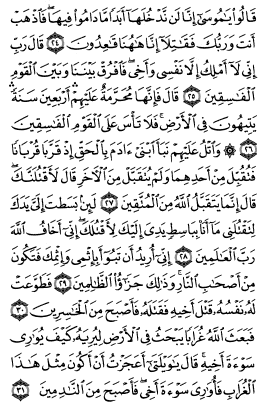 قَالُوا۟ يَـٰمُوسَىٰٓ إِنَّا لَن نَّدْخُلَهَآ أَبَدًا مَّا دَامُوا۟ فِيهَا ۖ فَٱذْهَبْ
أَنتَ وَرَبُّكَ فَقَـٰتِلَآ إِنَّا هَـٰهُنَا قَـٰعِدُونَ ٢٤ قَالَ رَبِّ
إِنِّى لَآ أَمْلِكُ إِلَّا نَفْسِى وَأَخِى ۖ فَٱفْرُقْ بَيْنَنَا وَبَيْنَ ٱلْقَوْمِ
ٱلْفَـٰسِقِينَ ٢٥ قَالَ فَإِنَّهَا مُحَرَّمَةٌ عَلَيْهِمْ ۛ أَرْبَعِينَ سَنَةً ۛ
يَتِيهُونَ فِى ٱلْأَرْضِ ۚ فَلَا تَأْسَ عَلَى ٱلْقَوْمِ ٱلْفَـٰسِقِينَ
٢٦ ۞ وَٱتْلُ عَلَيْهِمْ نَبَأَ ٱبْنَىْ ءَادَمَ بِٱلْحَقِّ إِذْ قَرَّبَا قُرْبَانًا
فَتُقُبِّلَ مِنْ أَحَدِهِمَا وَلَمْ يُتَقَبَّلْ مِنَ ٱلْـَٔاخَرِ قَالَ لَأَقْتُلَنَّكَ ۖ
قَالَ إِنَّمَا يَتَقَبَّلُ ٱللَّهُ مِنَ ٱلْمُتَّقِينَ ٢٧ لَئِنۢ بَسَطتَ إِلَىَّ يَدَكَ
لِتَقْتُلَنِى مَآ أَنَا۠ بِبَاسِطٍ يَدِىَ إِلَيْكَ لِأَقْتُلَكَ ۖ إِنِّىٓ أَخَافُ ٱللَّهَ
رَبَّ ٱلْعَـٰلَمِينَ ٢٨ إِنِّىٓ أُرِيدُ أَن تَبُوٓأَ بِإِثْمِى وَإِثْمِكَ فَتَكُونَ
مِنْ أَصْحَـٰبِ ٱلنَّارِ ۚ وَذَٰلِكَ جَزَٰٓؤُا۟ ٱلظَّـٰلِمِينَ ٢٩ فَطَوَّعَتْ
لَهُۥ نَفْسُهُۥ قَتْلَ أَخِيهِ فَقَتَلَهُۥ فَأَصْبَحَ مِنَ ٱلْخَـٰسِرِينَ ٣٠
فَبَعَثَ ٱللَّهُ غُرَابًا يَبْحَثُ فِى ٱلْأَرْضِ لِيُرِيَهُۥ كَيْفَ يُوَٰرِى
سَوْءَةَ أَخِيهِ ۚ قَالَ يَـٰوَيْلَتَىٰٓ أَعَجَزْتُ أَنْ أَكُونَ مِثْلَ هَـٰذَا
ٱلْغُرَابِ فَأُوَٰرِىَ سَوْءَةَ أَخِى ۖ فَأَصْبَحَ مِنَ ٱلنَّـٰدِمِينَ ٣١